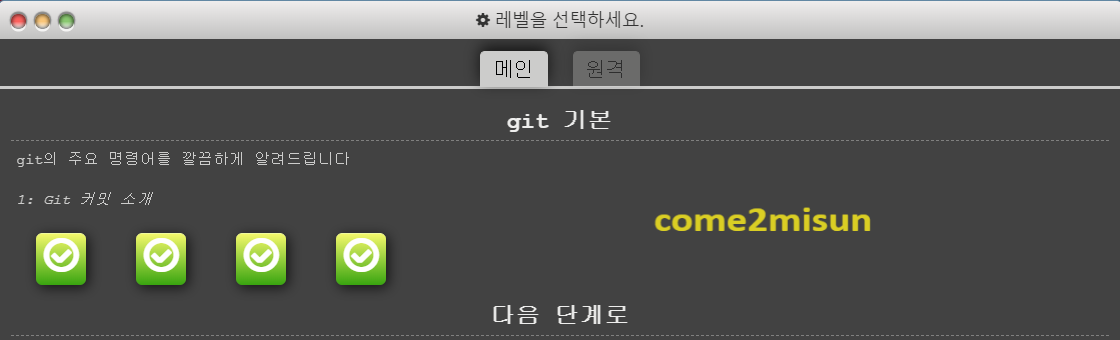 레벨을 선택하세요.
메인 원격
git 기본
git의 주요 명령어를 깔끔하게 알려드립니다
1: Git 커밋 소개
come2misun
다음 단계로